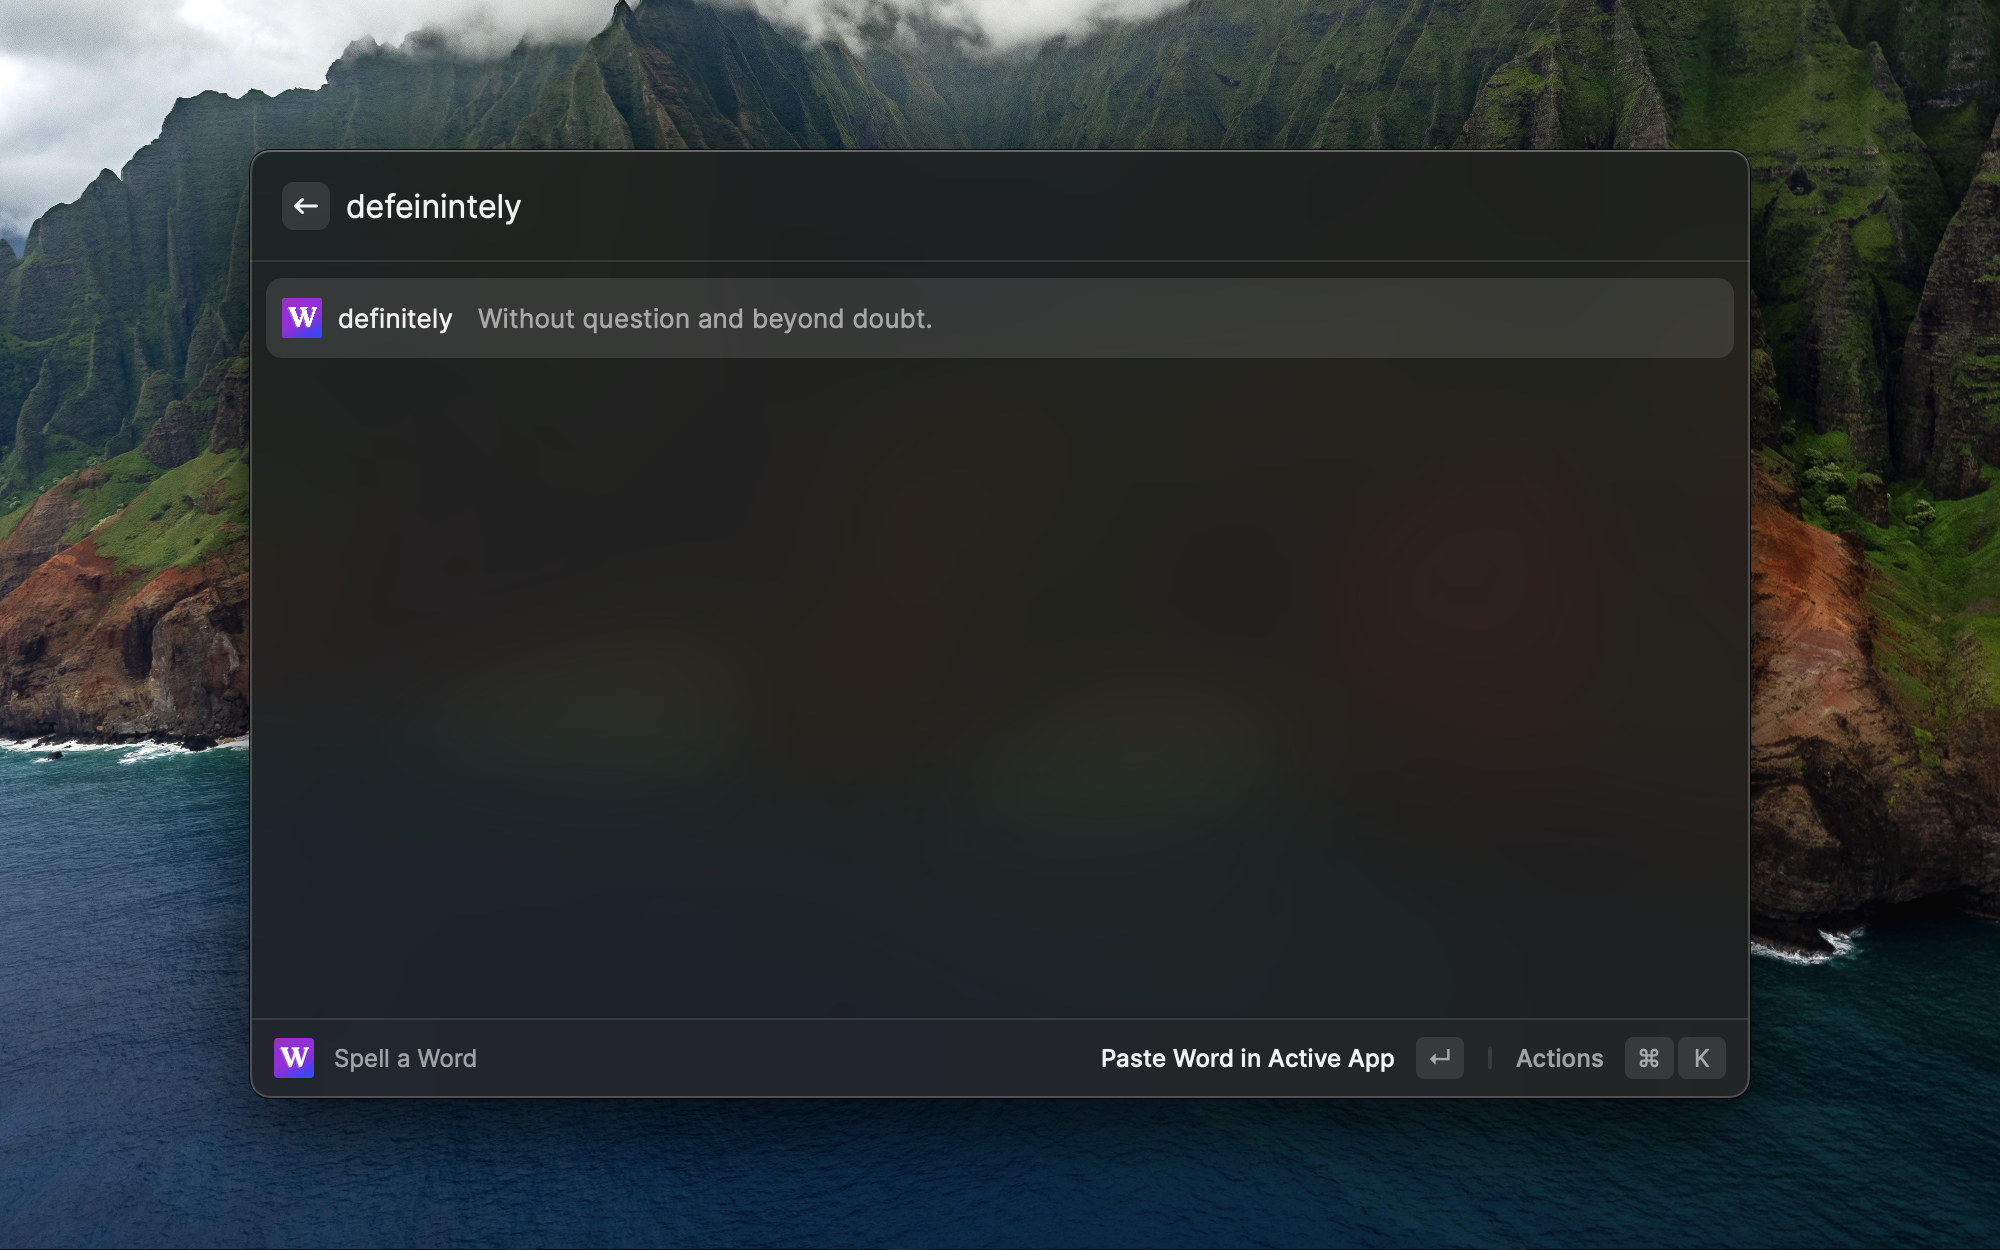 defeinintely
W definitely Without question and beyond doubt.
W Spell a Word Paste Word in Active App ↵ Actions ⌘ K